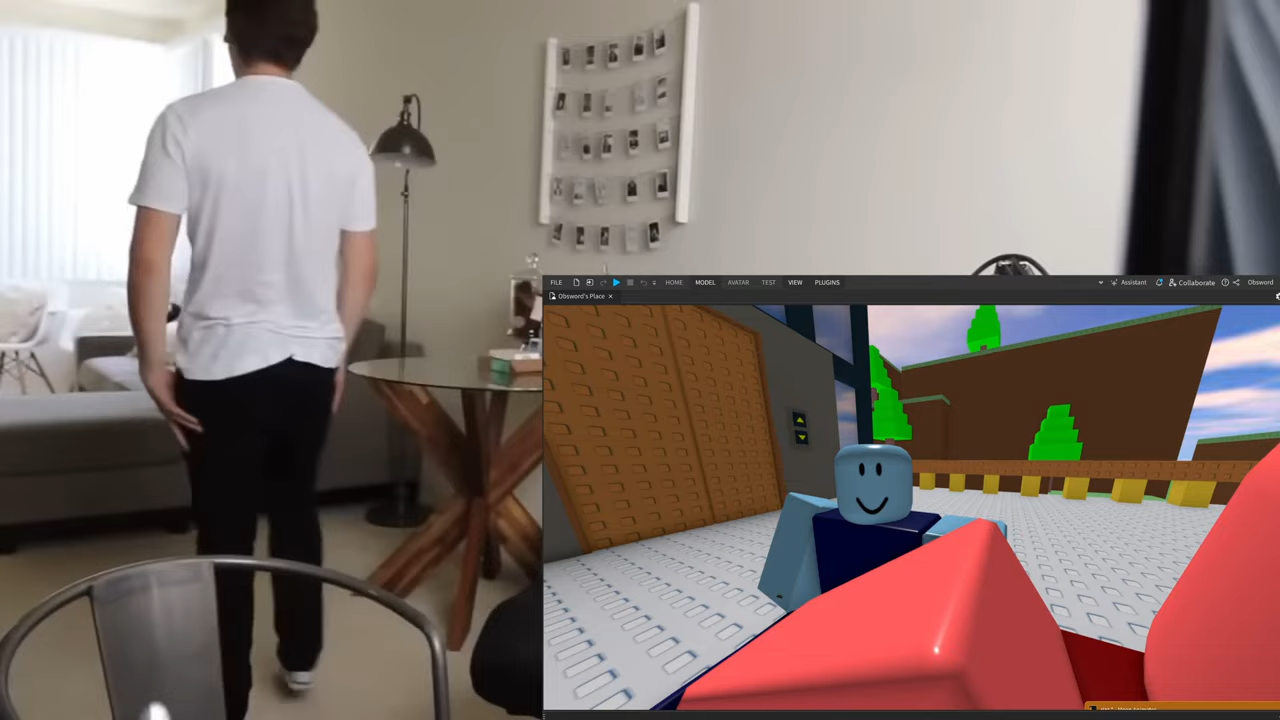 FILE HOME MODEL AVATAR TEST VIEW PLUGINS Assistant Collaborate Obsword
Obsword's Place